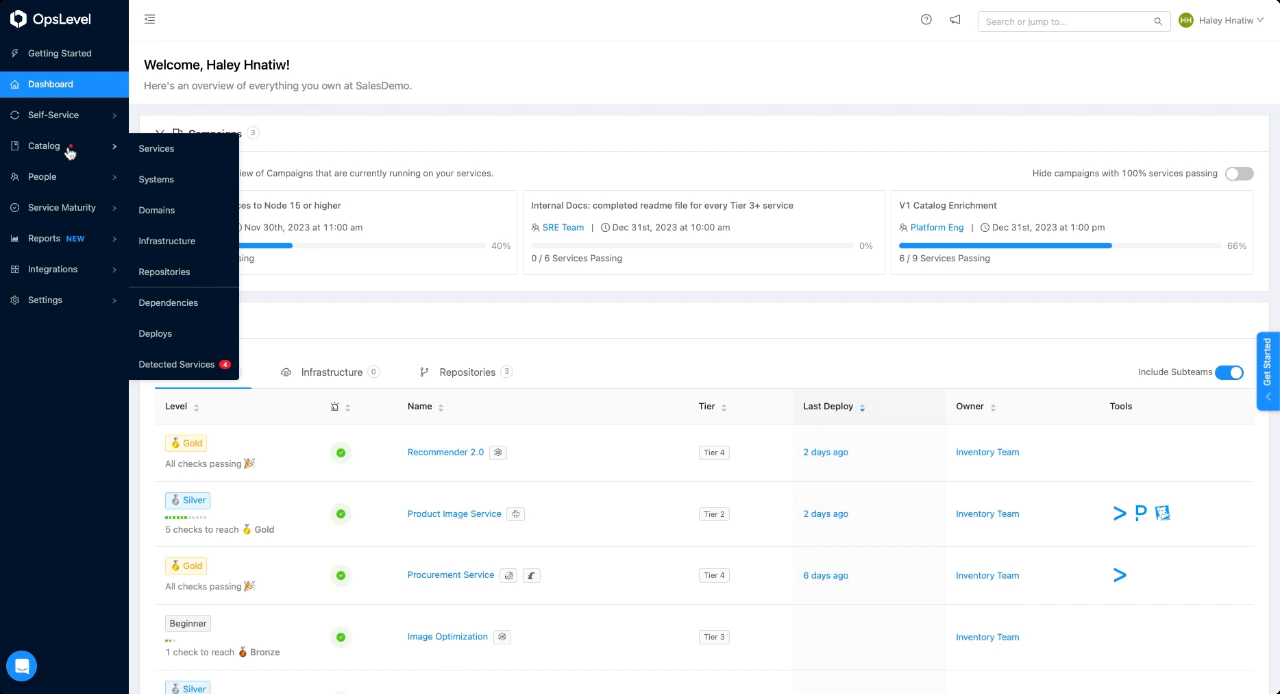 OpsLevel
Search or jump to...
HH
Haley Hnatiw
Getting Started
Dashboard
Self-Service
Catalog
People
Service Maturity
Reports NEW
Integrations
Settings
Services
Systems
Domains
Infrastructure
Repositories
Dependencies
Deploys
Detected Services 4
Welcome, Haley Hnatiw!
Here's an overview of everything you own at SalesDemo.
Campaigns 3
iew of Campaigns that are currently running on your services.
Hide campaigns with 100% services passing
ces to Node 15 or higher
Nov 30th, 2023 at 11:00 am
40%
sing
Internal Docs: completed readme file for every Tier 3+ service
SRE Team | Dec 31st, 2023 at 10:00 am
0%
0 / 6 Services Passing
V1 Catalog Enrichment
Platform Eng | Dec 31st, 2023 at 1:00 pm
66%
6 / 9 Services Passing
Get Started
Infrastructure 0
Repositories 3
Include Subteams
Level Name Tier Last Deploy Owner Tools
Gold
All checks passing
Recommender 2.0 Tier 4 2 days ago Inventory Team
Silver
5 checks to reach Gold
Product Image Service Tier 2 2 days ago Inventory Team
Gold
All checks passing
Procurement Service Tier 4 6 days ago Inventory Team
Beginner
1 check to reach Bronze
Image Optimization Tier 3 Inventory Team
Silver